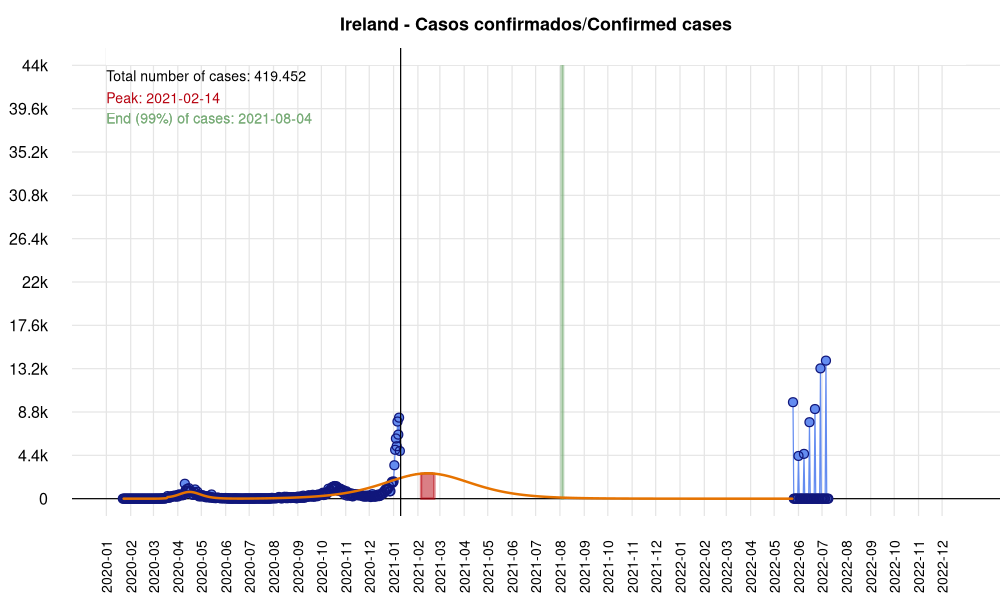 Ireland - Casos confirmados/Confirmed cases
44k
Total number of cases: 419.452
Peak: 2021-02-14
39.6k
End (99%) of cases: 2021-08-04
35.2k
30.8k
26.4k
22k
17.6k
13.2k
8.8k
4.4k
0
2020-01
2020-02
2020-03
2020-04
2020-05
2020-06
2020-07
2020-08
2020-09
2020-10
2020-11
2020-12
2021-01
2021-02
2021-03
2021-04
2021-05
2021-06
2021-07
2021-08
2021-09
2021-10
2021-11
2021-12
2022-01
2022-02
2022-03
2022-04
2022-05
2022-06
2022-07
2022-08
2022-09
2022-10
2022-11
2022-12